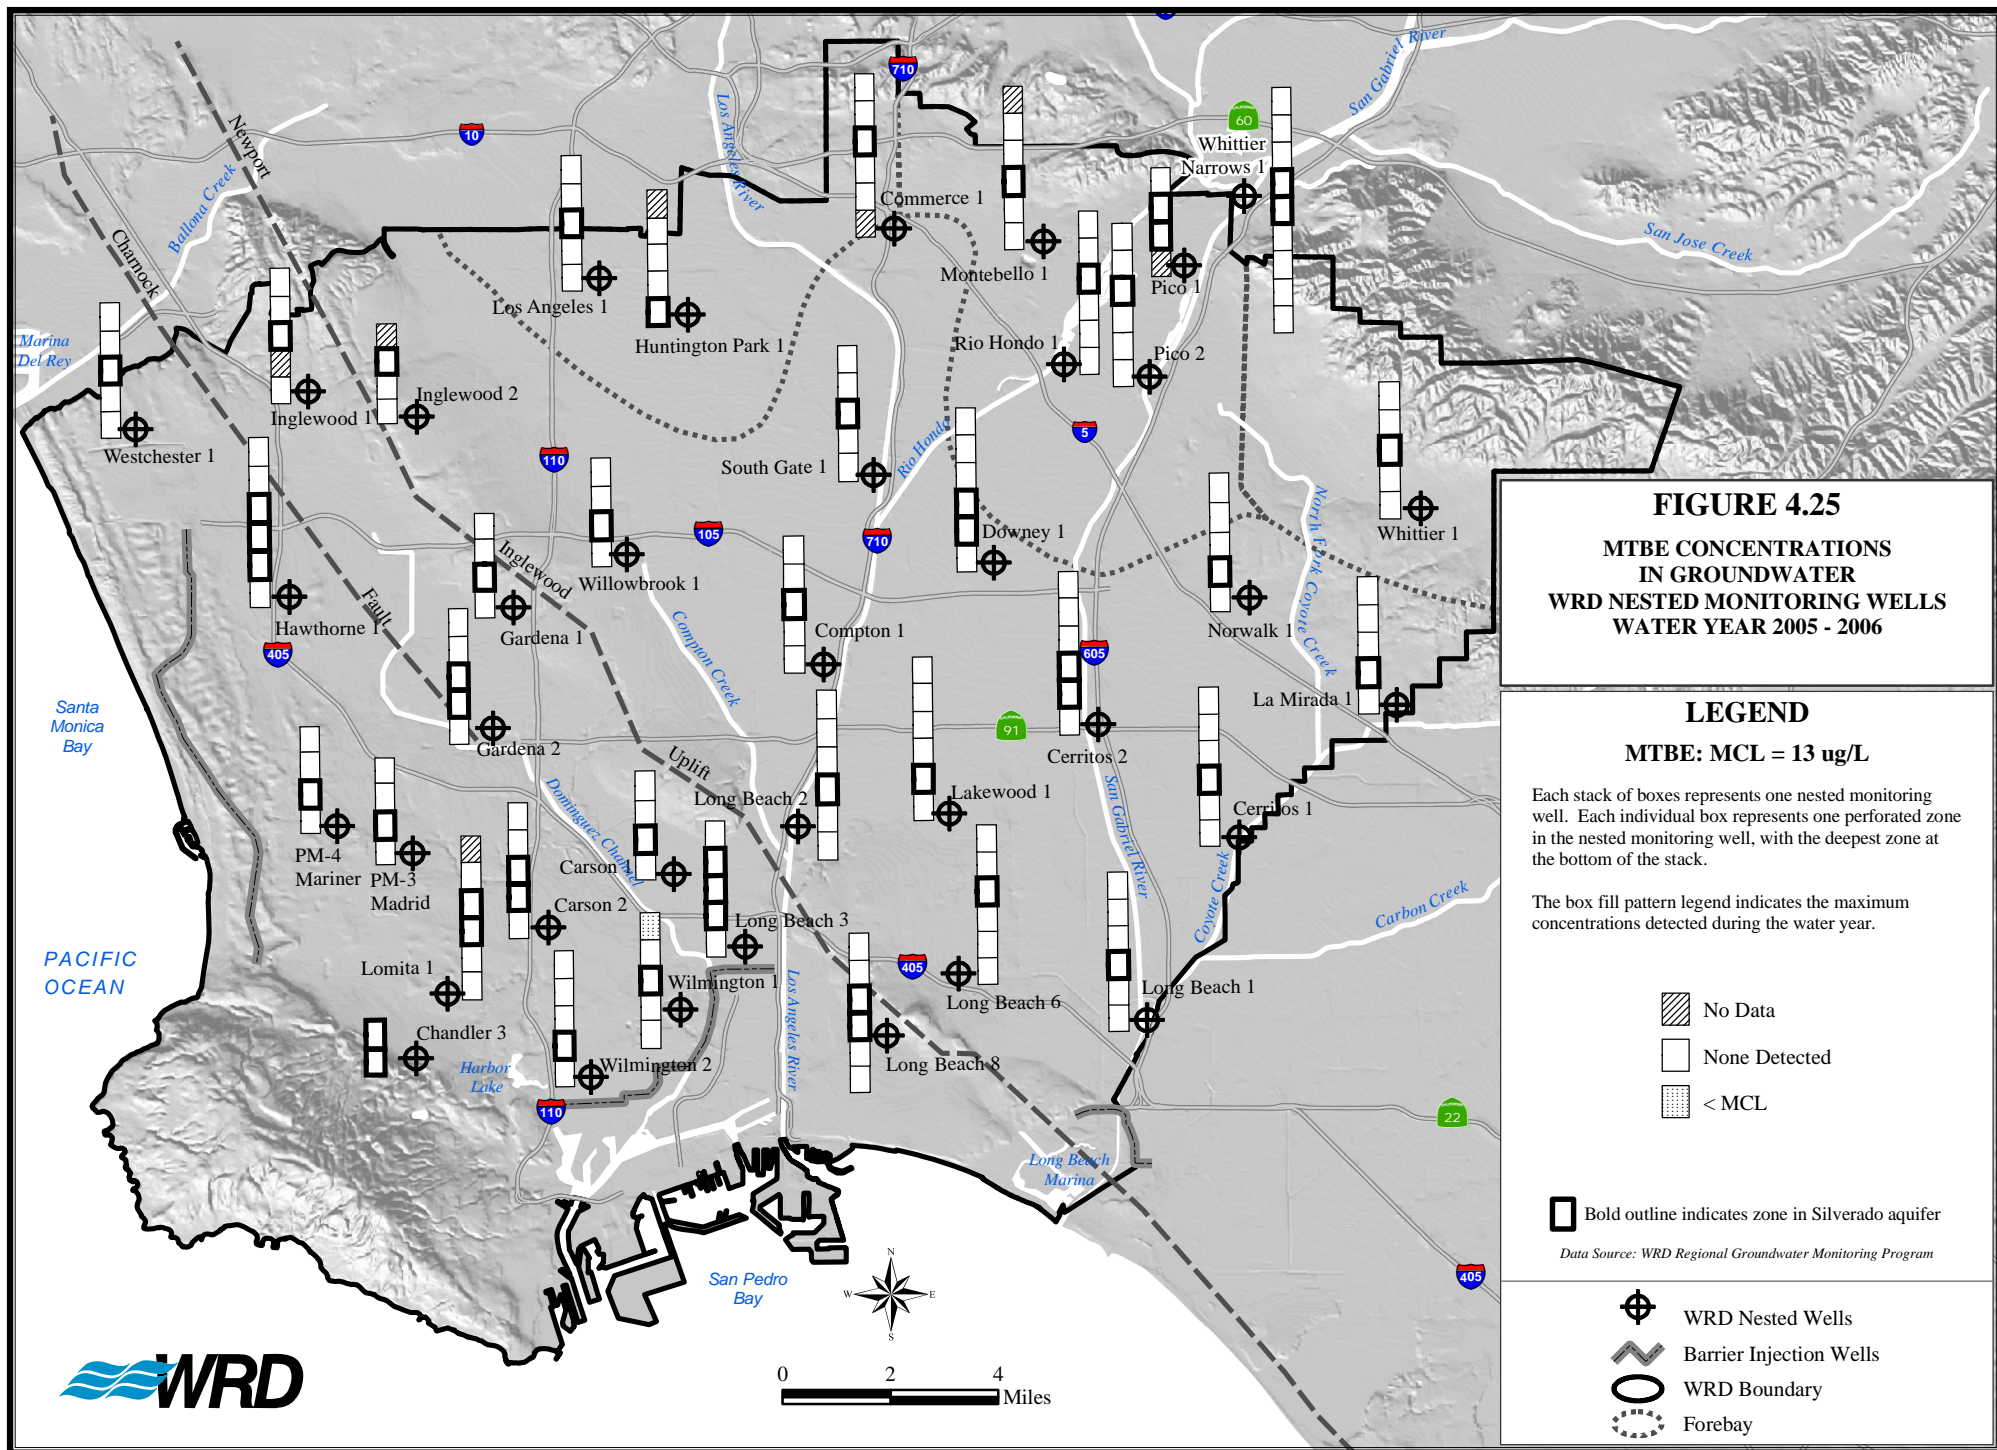 710
San Gabriel River
CALIFORNIA
60
Newport
10
Los Angeles River
Whittier
Narrows 1
Ballona Creek
Commerce 1
Charnock
Montebello 1
San Jose Creek
Pico 1
Los Angeles 1
Huntington Park 1
Rio Hondo 1
Pico 2
Marina
Del Rey
Inglewood 2
Inglewood 1
Westchester 1
5
110
Rio Hondo
South Gate 1
North Fork Coyote Creek
105
710
Downey 1
Whittier 1
Inglewood
Willowbrook 1
Fault
Hawthorne 1
Gardena 1
Compton 1
Norwalk 1
405
605
Compton Creek
La Mirada 1
Santa
Monica
Bay
Gardena 2
CALIFORNIA
91
Cerritos 2
Uplift
Dominguez Channel
Long Beach 2
Lakewood 1
San Gabriel River
Cerritos 1
PM-4
Mariner
PM-3
Madrid
Carson 1
Carson 2
Long Beach 3
Coyote Creek
Carbon Creek
PACIFIC
OCEAN
Lomita 1
Wilmington 1
405
Los Angeles River
Long Beach 6
Long Beach 1
Chandler 3
Harbor
Lake
Wilmington 2
Long Beach 8
110
CALIFORNIA
22
Long Beach
Marina
San Pedro
Bay
405
N
W
E
S
WRD
0 2 4
Miles
FIGURE 4.25
MTBE CONCENTRATIONS
IN GROUNDWATER
WRD NESTED MONITORING WELLS
WATER YEAR 2005 - 2006
LEGEND
MTBE: MCL = 13 ug/L
Each stack of boxes represents one nested monitoring
well. Each individual box represents one perforated zone
in the nested monitoring well, with the deepest zone at
the bottom of the stack.
The box fill pattern legend indicates the maximum
concentrations detected during the water year.
No Data
None Detected
< MCL
Bold outline indicates zone in Silverado aquifer
Data Source: WRD Regional Groundwater Monitoring Program
WRD Nested Wells
Barrier Injection Wells
WRD Boundary
Forebay